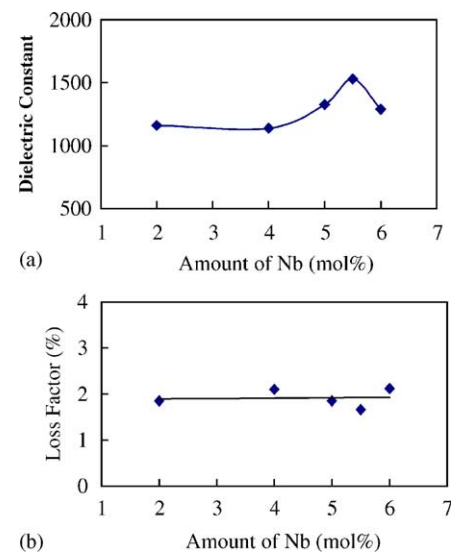 2000
1500
1000
500
Dielectric Constant
1 2 3 4 5 6 7
(a) Amount of Nb (mol%)
4
3
2
1
0
Loss Factor (%)
1 2 3 4 5 6 7
(b) Amount of Nb (mol%)